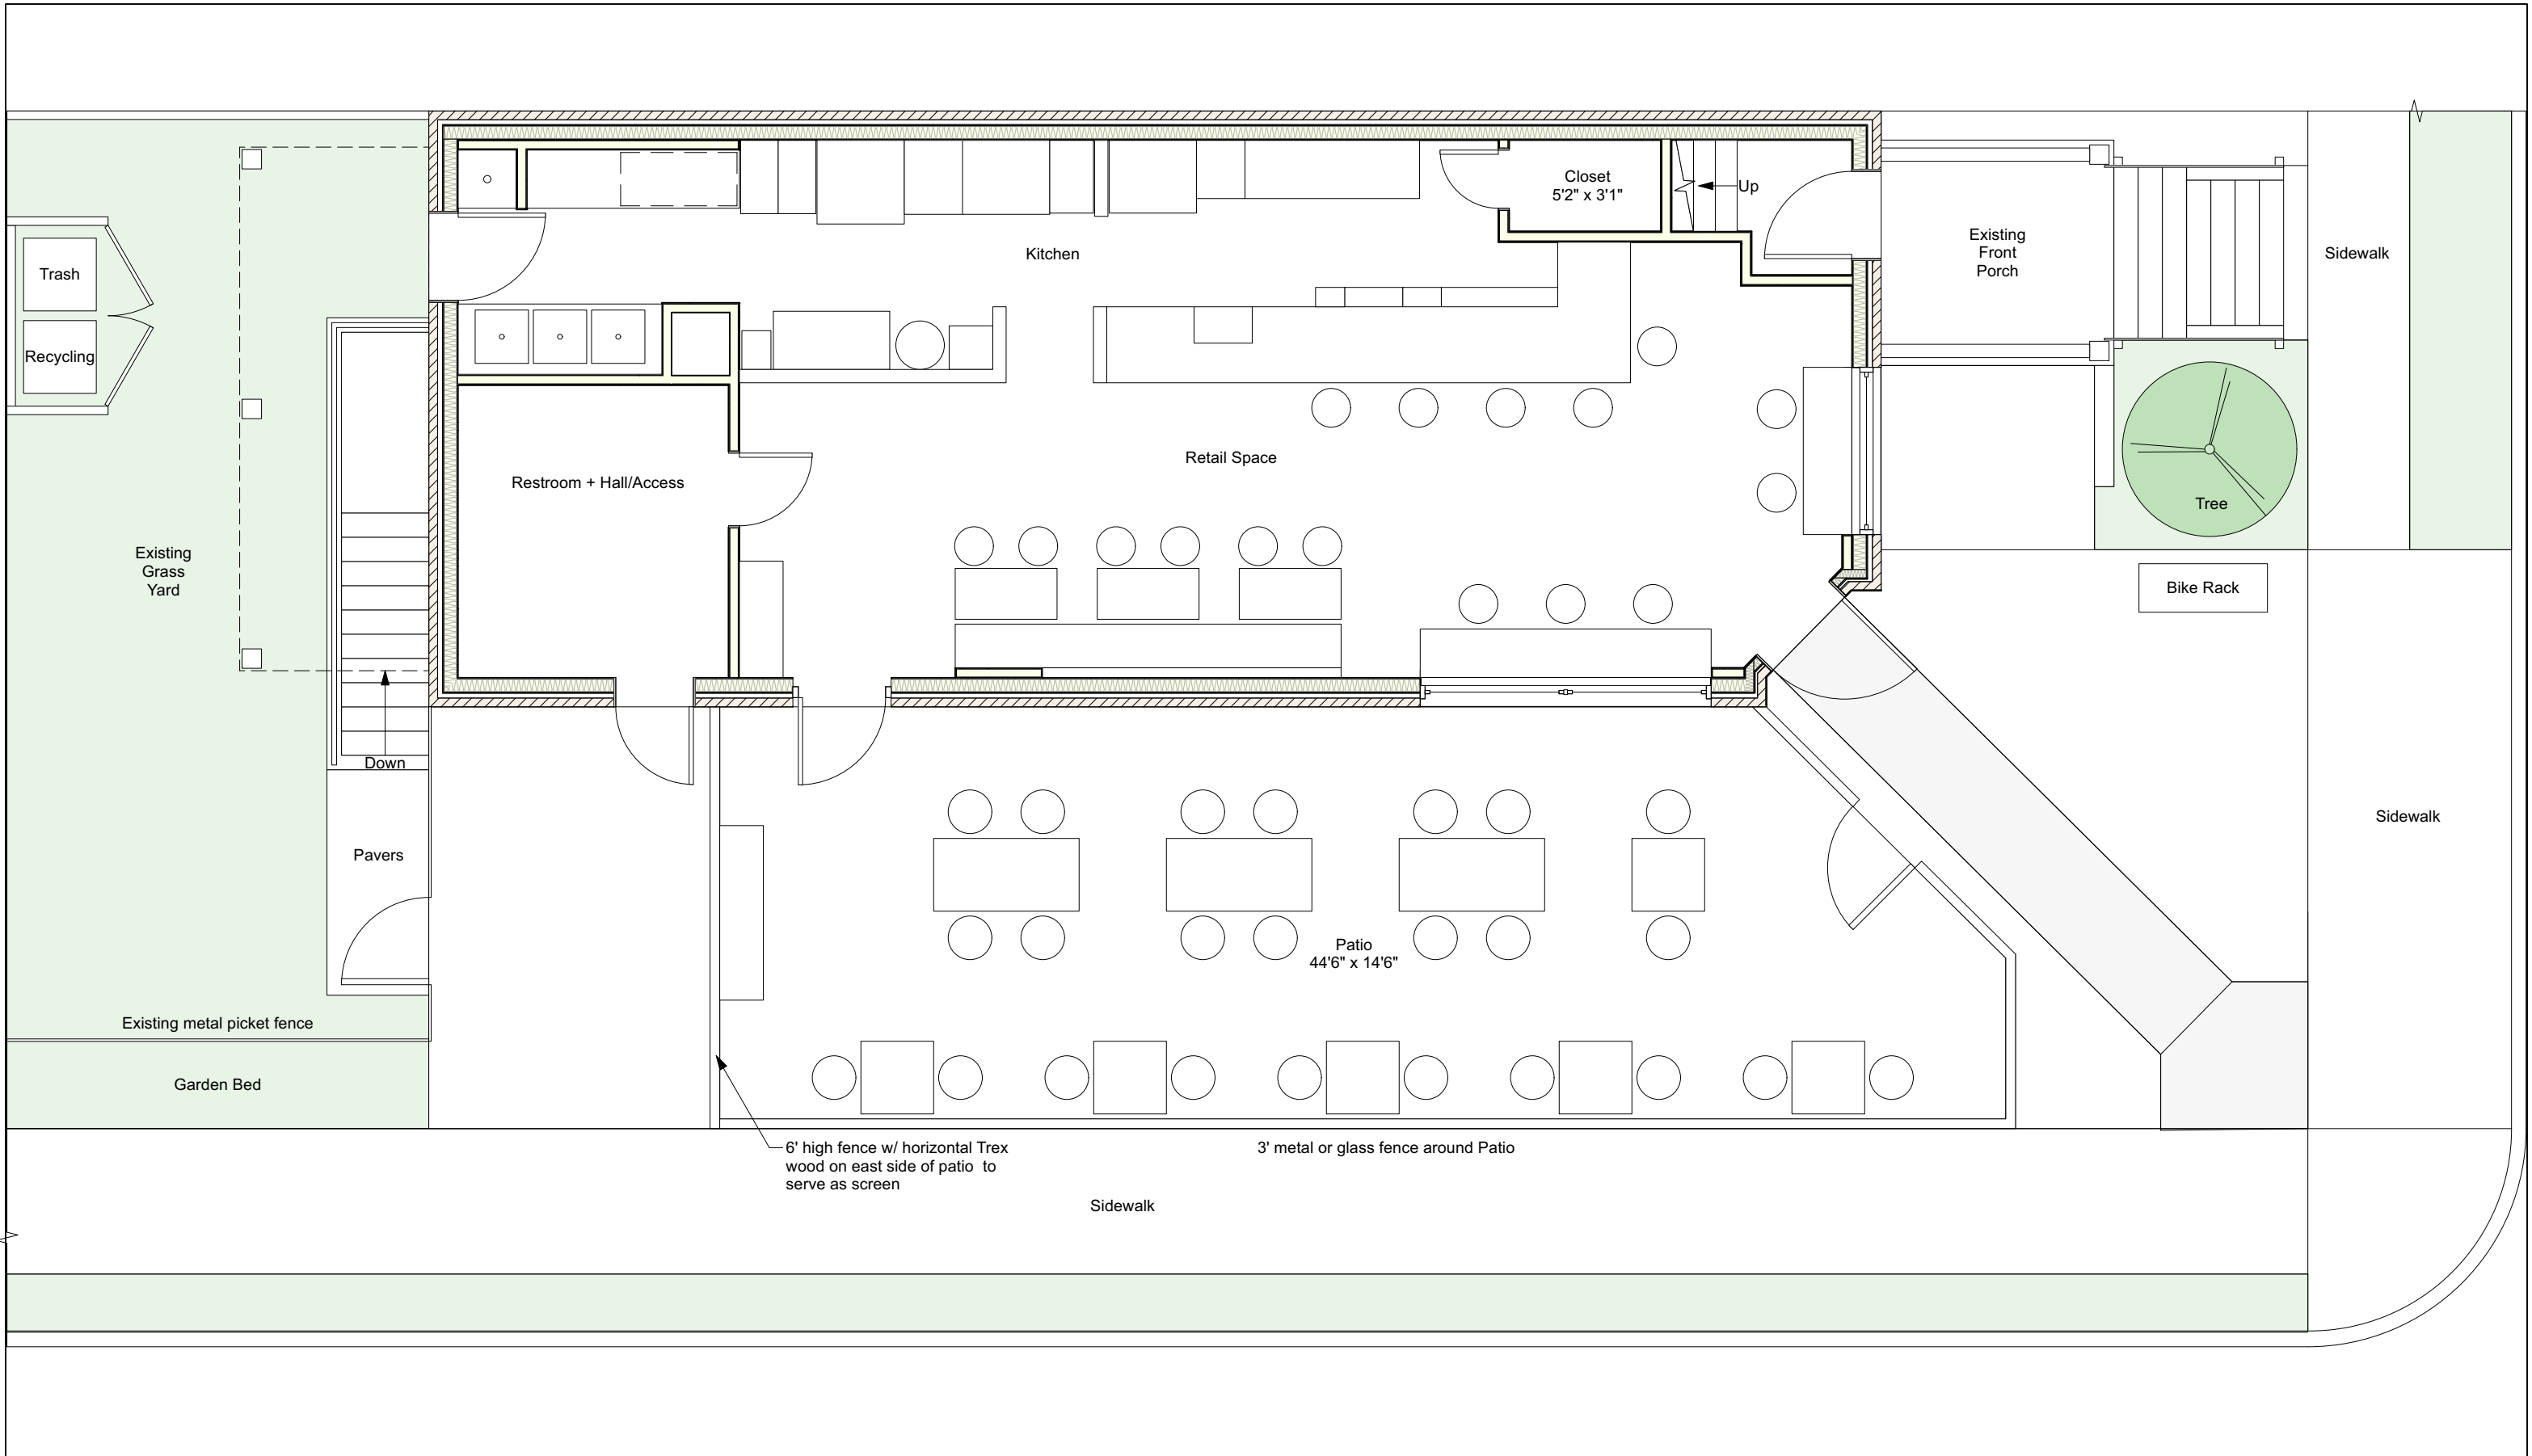 Closet
5'2" x 3'1"
Up
Kitchen
Existing
Front
Porch
Sidewalk
Trash
Recycling
Retail Space
Restroom + Hall/Access
Tree
Existing
Grass
Yard
Bike Rack
Down
Sidewalk
Pavers
Patio
44'6" x 14'6"
Existing metal picket fence
Garden Bed
6' high fence w/ horizontal Trex
wood on east side of patio to
serve as screen
3' metal or glass fence around Patio
Sidewalk